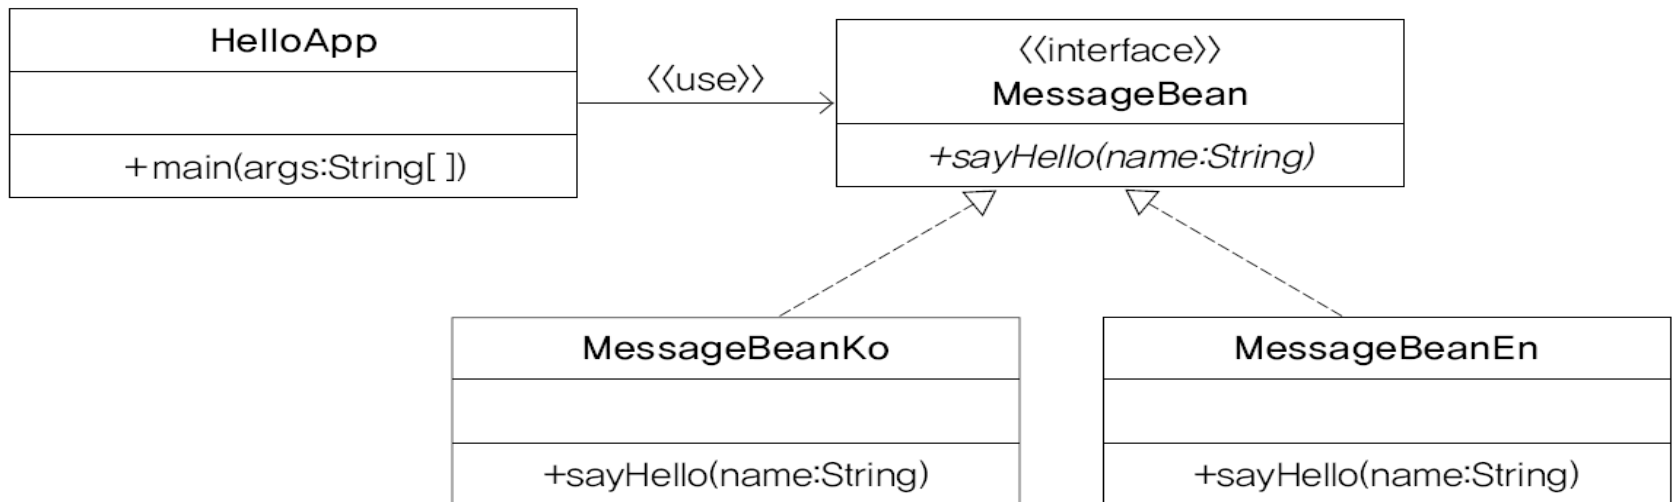 HelloApp
+main(args:String[ ])
〈〈use〉〉
〈〈interface〉〉
MessageBean
+sayHello(name:String)
MessageBeanKo
+sayHello(name:String)
MessageBeanEn
+sayHello(name:String)